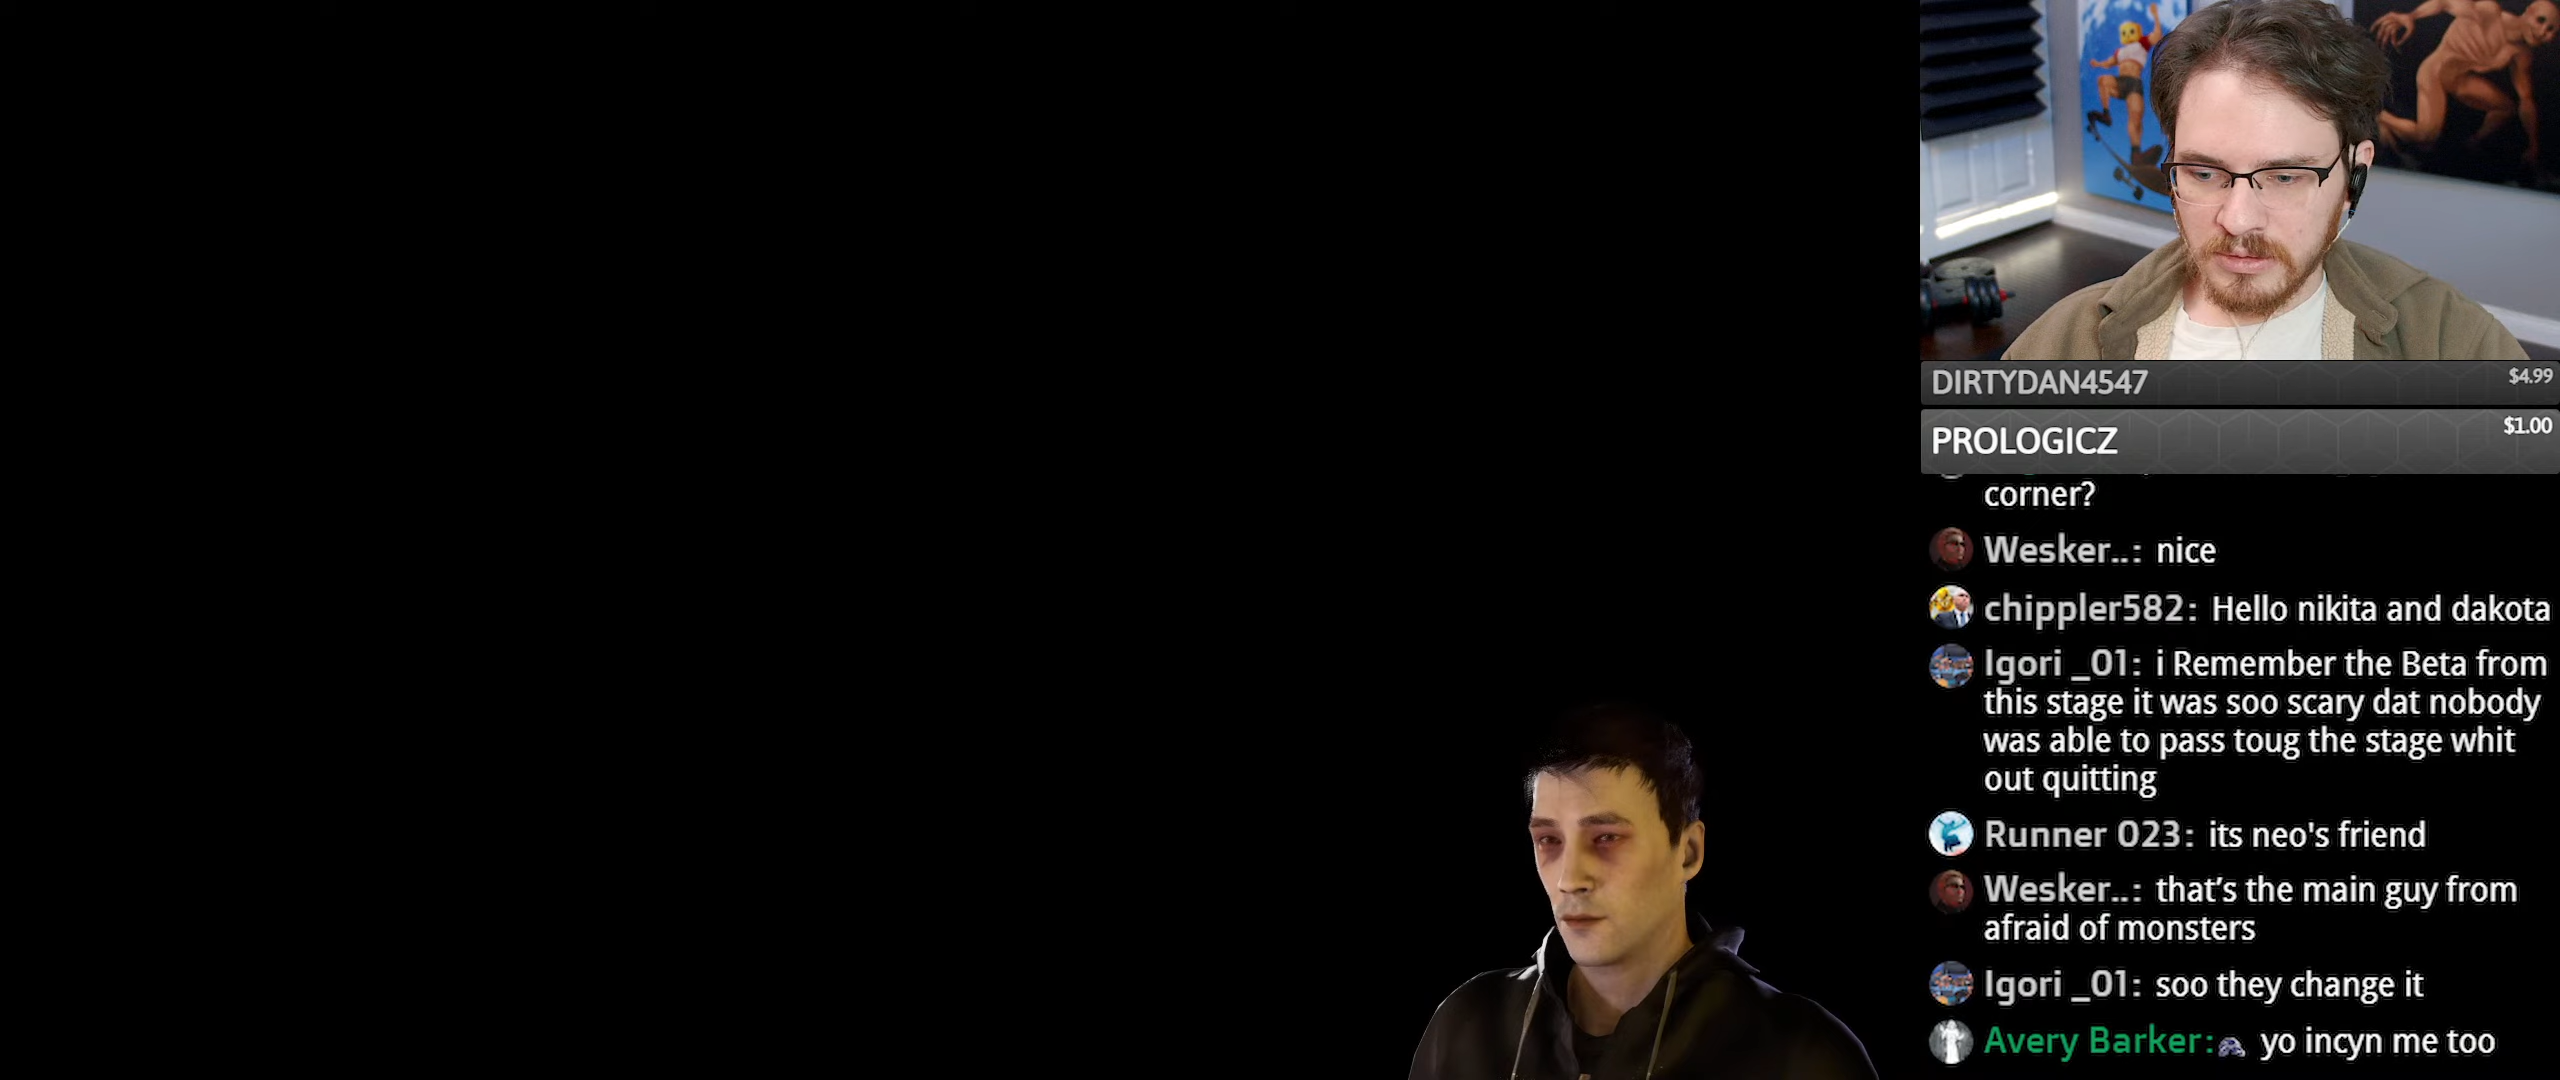 DIRTYDAN4547 $4.99
PROLOGICZ $1.00
corner?
Wesker..: nice
chippler582: Hello nikita and dakota
Igori _01: i Remember the Beta from
this stage it was soo scary dat nobody
was able to pass toug the stage whit
out quitting
Runner 023: its neo's friend
Wesker..: that's the main guy from
afraid of monsters
Igori _01: soo they change it
Avery Barker: yo incyn me too